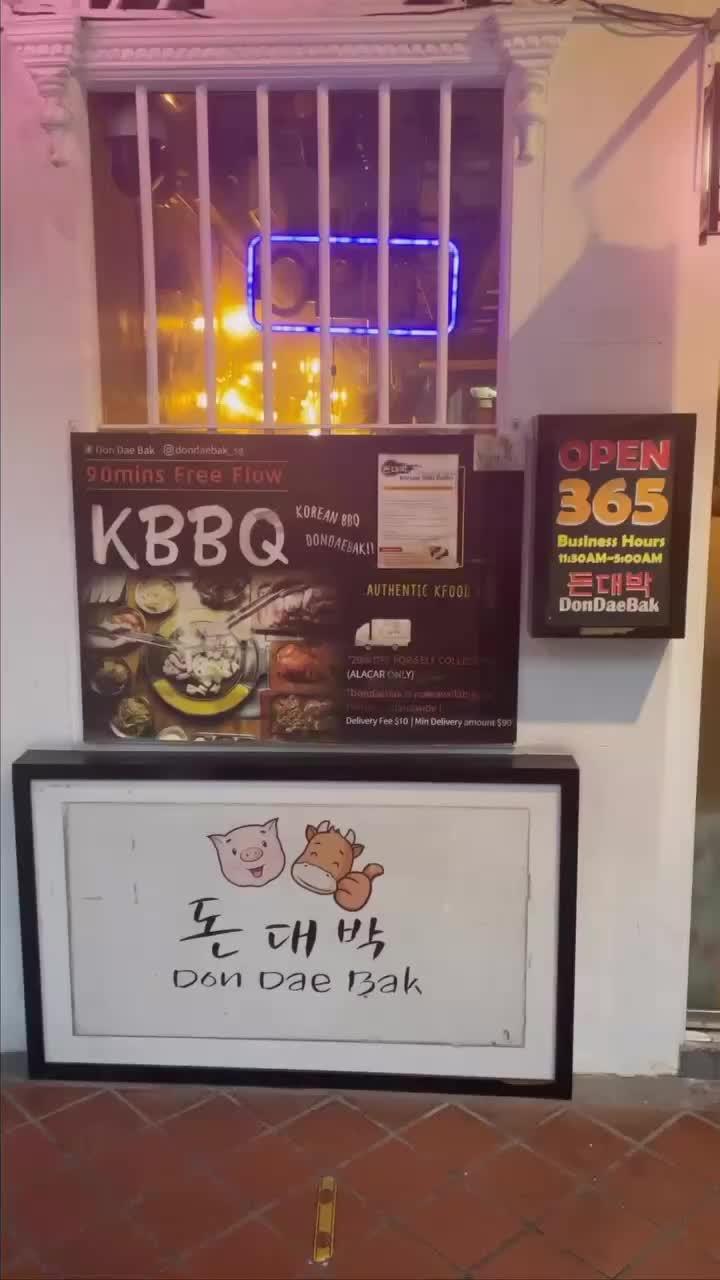 Don Dae Bak dondaebak_sg
90mins Free Flow
KBBQ
KOREAN BBQ
DONDAEBAK!!
AUTHENTIC KFOOD
(ALACAR ONLY)
Delivery Fee $10 | Min Delivery amount $90
OPEN
365
Business Hours
11:30AM~5:00AM
돈대박
DonDaeBak
돈 대 박
Don Dae Bak